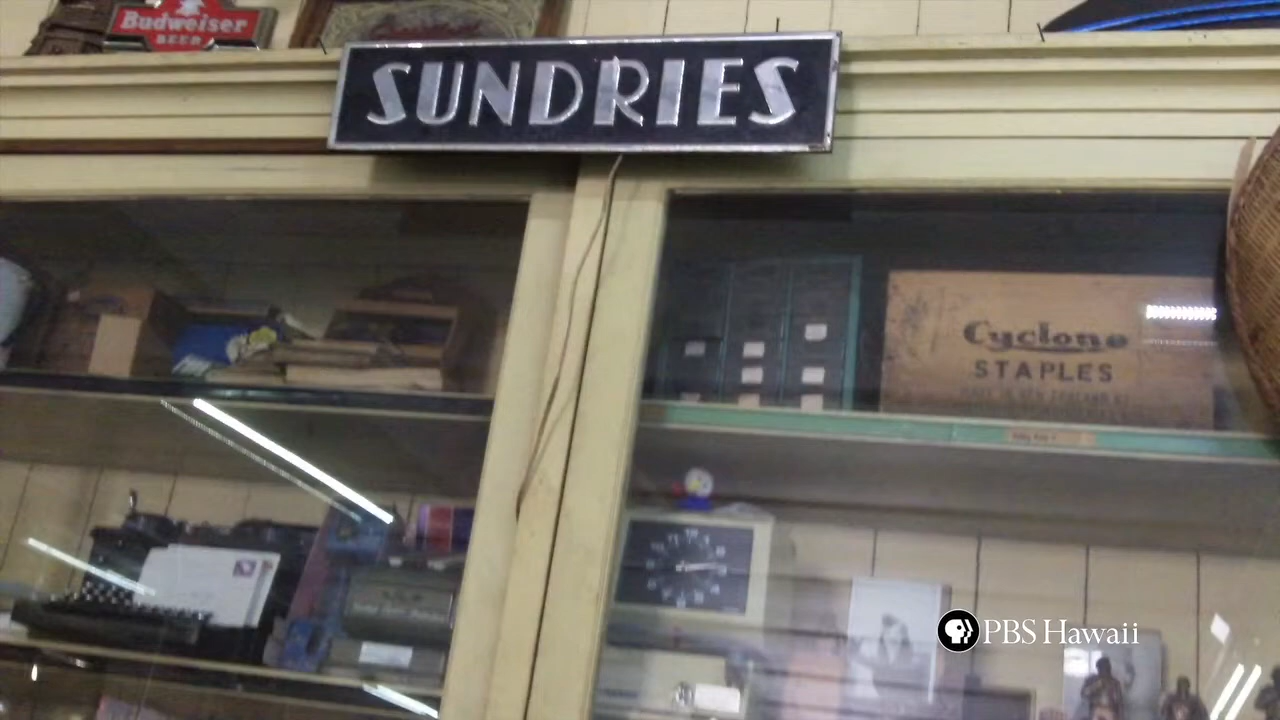 Budweiser
BEER
SUNDRIES
Cyclone
STAPLES
PBS Hawaii